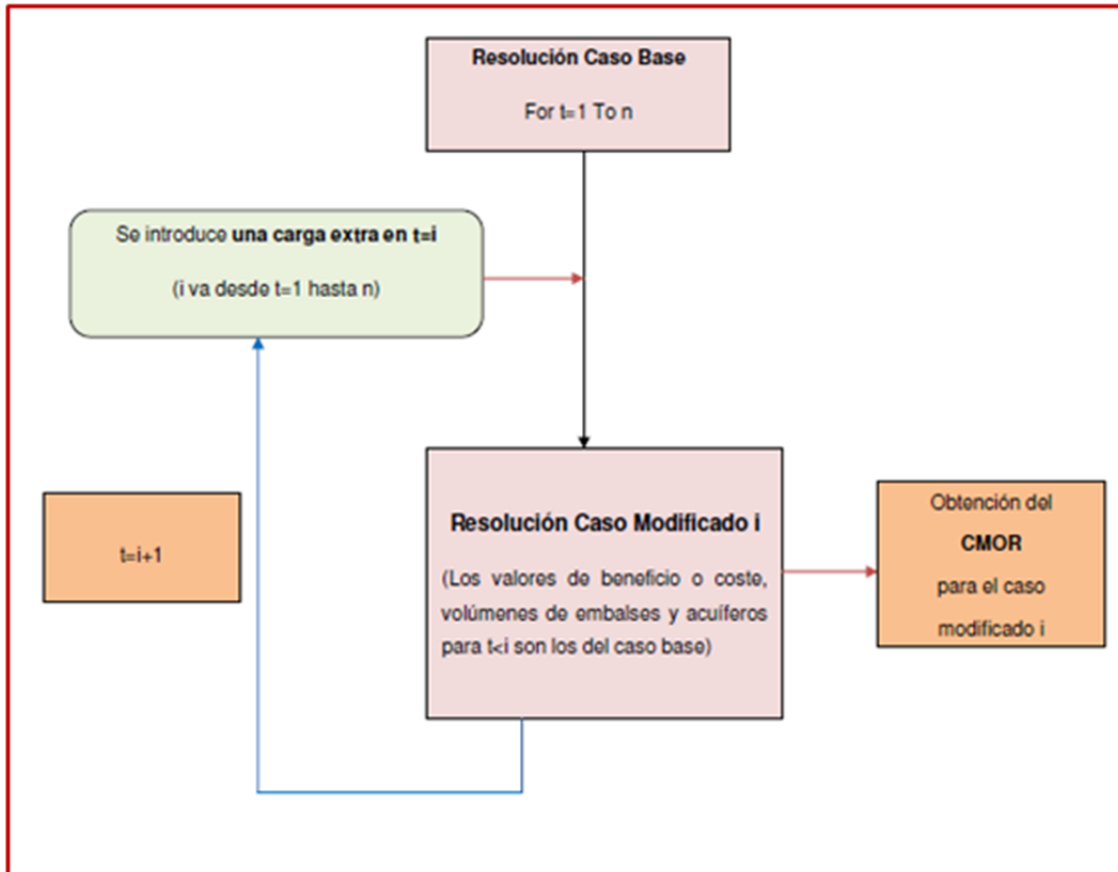 Resolución Caso Base
For t=1 To n
Se introduce una carga extra en t=i
(i va desde t=1 hasta n)
t=i+1
Resolución Caso Modificado i
(Los valores de beneficio o coste,
volúmenes de embalses y acuíferos
para t<i son los del caso base)
Obtención del
CMOR
para el caso
modificado i